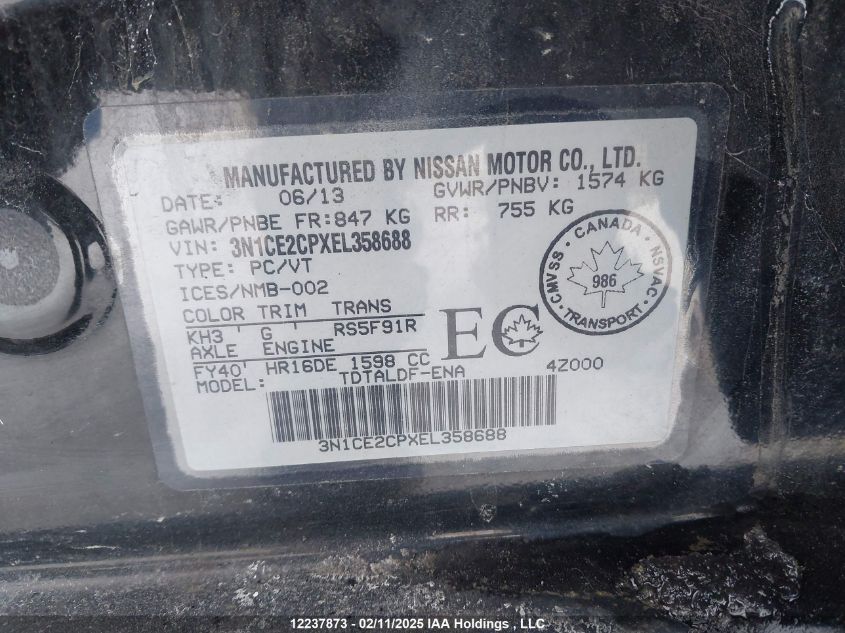 MANUFACTURED BY NISSAN MOTOR CO., LTD.
DATE: 06/13 GVWR/PNBV: 1574 KG
GAWR/PNBE FR:847 KG RR: 755 KG
VIN: 3N1CE2CPXEL358688
TYPE: PC/VT
ICES/NMB-002
COLOR TRIM TRANS
KH3 G RS5F91R
AXLE ENGINE
FY40 HR16DE 1598 CC
MODEL: TDTALDF-ENA 4Z000
EC
CMVSS · CANADA · NSVAC · TRANSPORT ·
986
3N1CE2CPXEL358688
12237873 - 02/11/2025 IAA Holdings , LLC